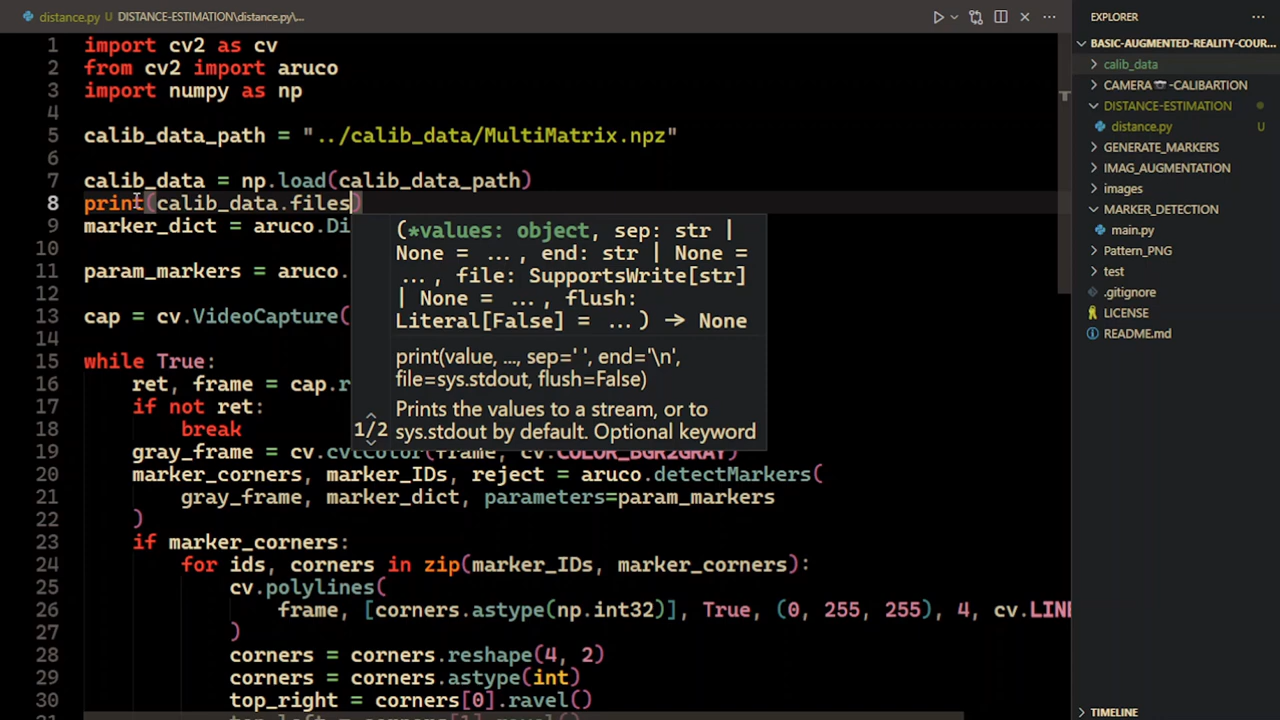 distance.py DISTANCE-ESTIMATION\distance.py\...
1 import cv2 as cv
2 from cv2 import aruco
3 import numpy as np
4
5 calib_data_path = "../calib_data/MultiMatrix.npz"
6
7 calib_data = np.load(calib_data_path)
8 print(calib_data.files)
9 marker_dict = aruco.Di
10
11 param_markers = aruco.
12
13 cap = cv.VideoCapture(
14
15 while True:
16 ret, frame = cap.r
17 if not ret:
18 break
19 gray_frame = cv.cvtColor(frame, cv.COLOR_BGR2GRAY)
20 marker_corners, marker_IDs, reject = aruco.detectMarkers(
21 gray_frame, marker_dict, parameters=param_markers
22 )
23 if marker_corners:
24 for ids, corners in zip(marker_IDs, marker_corners):
25 cv.polylines(
26 frame, [corners.astype(np.int32)], True, (0, 255, 255), 4, cv.LINE
27 )
28 corners = corners.reshape(4, 2)
29 corners = corners.astype(int)
30 top_right = corners[0].ravel()
(*values: object, sep: str |
None = ..., end: str | None =
..., file: SupportsWrite[str]
| None = ..., flush:
Literal[False] = ...) -> None
print(value, ..., sep=' ', end='\n',
file=sys.stdout, flush=False)
Prints the values to a stream, or to
1/2 sys.stdout by default. Optional keyword
EXPLORER
BASIC-AUGMENTED-REALITY-COUR...
calib_data
CAMERA📷-CALIBARTION
DISTANCE-ESTIMATION
distance.py U
GENERATE_MARKERS
IMAG_AUGMENTATION
images
MARKER_DETECTION
main.py
Pattern_PNG
test
.gitignore
LICENSE
README.md
TIMELINE